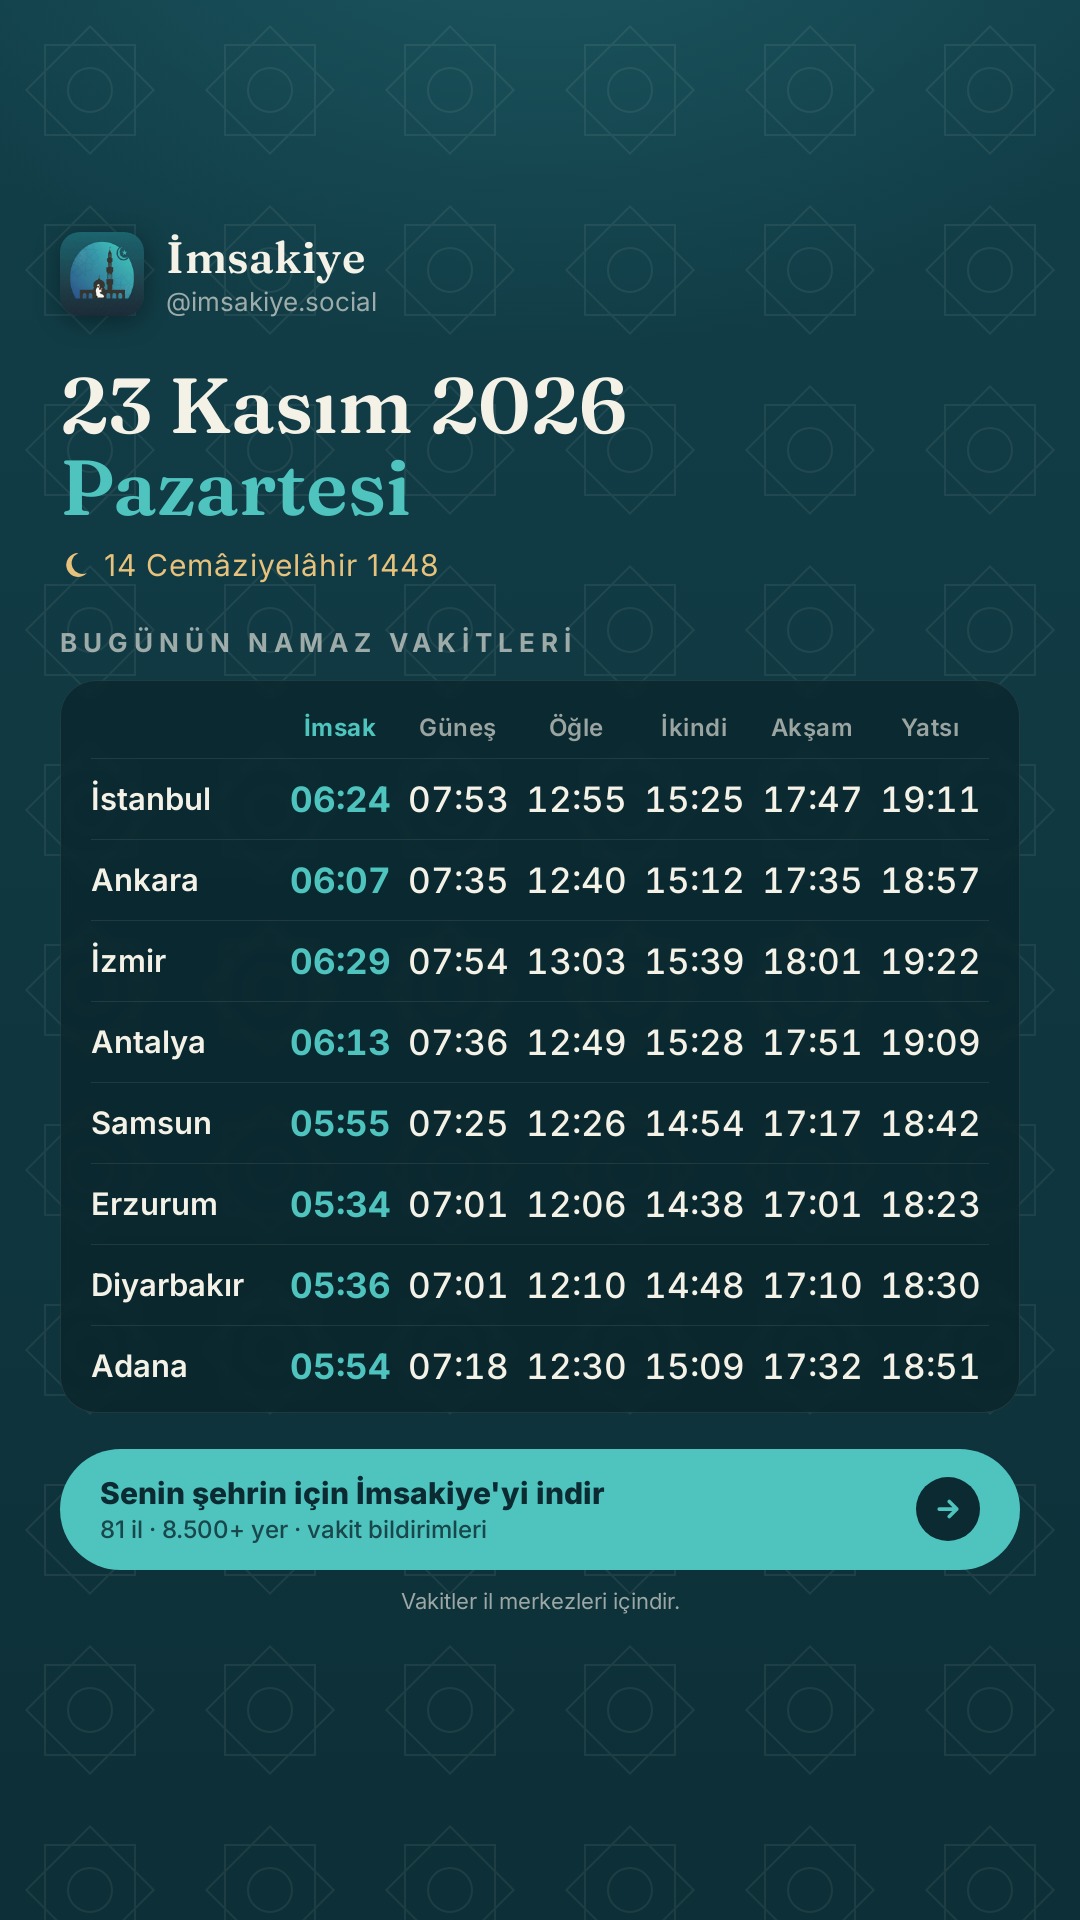 İmsakiye
@imsakiye.social
23 Kasım 2026
Pazartesi
14 Cemâziyelâhir 1448
BUGÜNÜN NAMAZ VAKİTLERİ
İmsak Güneş Öğle İkindi Akşam Yatsı
İstanbul 06:24 07:53 12:55 15:25 17:47 19:11
Ankara 06:07 07:35 12:40 15:12 17:35 18:57
İzmir 06:29 07:54 13:03 15:39 18:01 19:22
Antalya 06:13 07:36 12:49 15:28 17:51 19:09
Samsun 05:55 07:25 12:26 14:54 17:17 18:42
Erzurum 05:34 07:01 12:06 14:38 17:01 18:23
Diyarbakır 05:36 07:01 12:10 14:48 17:10 18:30
Adana 05:54 07:18 12:30 15:09 17:32 18:51
Senin şehrin için İmsakiye'yi indir
81 il · 8.500+ yer · vakit bildirimleri
Vakitler il merkezleri içindir.